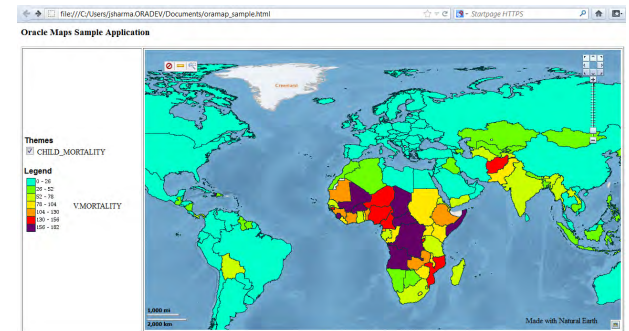 file:///C:/Users/jsharma.ORADEV/Documents/oramap_sample.html
Startpage HTTPS
Oracle Maps Sample Application
Greenland
Themes
CHILD_MORTALITY
Legend
0 - 26
26 - 52
52 - 78
78 - 104
104 - 130
130 - 156
156 - 182
V.MORTALITY
1,000 mi
2,000 km
Made with Natural Earth